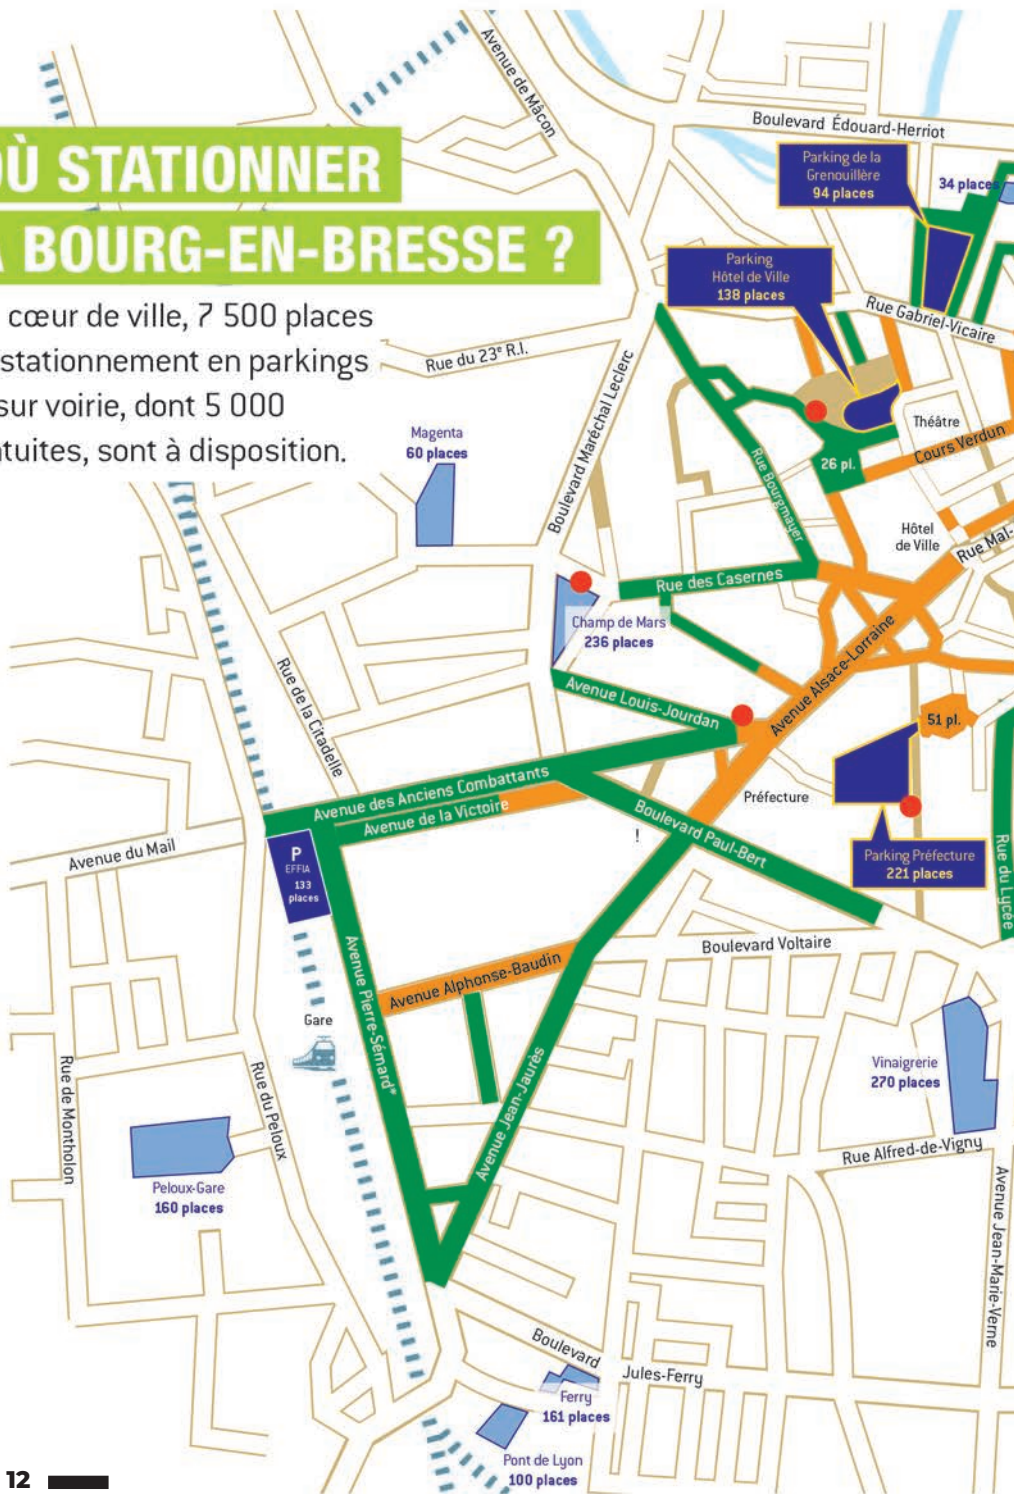 OÙ STATIONNER
À BOURG-EN-BRESSE ?
cœur de ville, 7 500 places
stationnement en parkings
sur voirie, dont 5 000
tuites, sont à disposition.
Avenue de Mâcon
Boulevard Édouard-Herriot
Parking de la
Grenouillère
94 places
34 places
Parking
Hôtel de Ville
138 places
Rue Gabriel-Vicaire
Rue du 23e R.I.
Boulevard Maréchal Leclerc
Magenta
60 places
Théâtre
Cours Verdun
26 pl.
Rue Bourgmayer
Hôtel
de Ville
Rue Mal-
Rue des Casernes
Champ de Mars
236 places
Avenue Alsace-Lorraine
Rue de la Citadelle
Avenue Louis-Jourdan
51 pl.
Avenue des Anciens Combattants
Avenue de la Victoire
Préfecture
Boulevard Paul-Bert
!
Avenue du Mail
P
EFFIA
133
places
Parking Préfecture
221 places
Rue du Lycée
Boulevard Voltaire
Avenue Alphonse-Baudin
Avenue Pierre-Sémard*
Gare
Vinaigrerie
270 places
Rue de Montholon
Rue du Peloux
Avenue Jean-Jaurès
Rue Alfred-de-Vigny
Peloux-Gare
160 places
Avenue Jean-Marie-Verne
Boulevard
Jules-Ferry
Ferry
161 places
Pont de Lyon
100 places
12